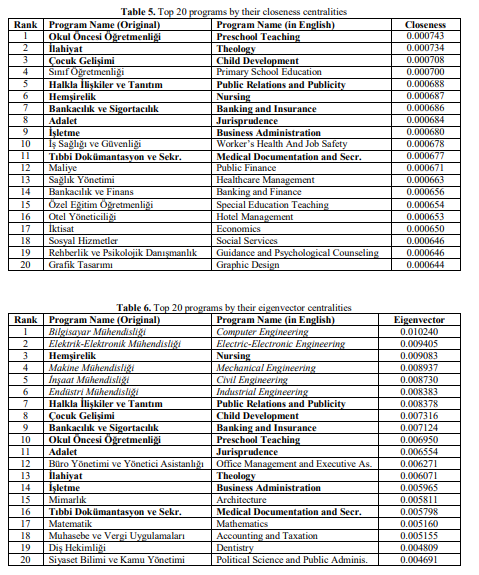 Table 5. Top 20 programs by their closeness centralities
Rank Program Name (Original) Program Name (in English) Closeness
1 Okul Öncesi Öğretmenliği Preschool Teaching 0.000743
2 İlahiyat Theology 0.000734
3 Çocuk Gelişimi Child Development 0.000708
4 Sınıf Öğretmenliği Primary School Education 0.000700
5 Halkla İlişkiler ve Tanıtım Public Relations and Publicity 0.000688
6 Hemşirelik Nursing 0.000687
7 Bankacılık ve Sigortacılık Banking and Insurance 0.000686
8 Adalet Jurisprudence 0.000684
9 İşletme Business Administration 0.000680
10 İş Sağlığı ve Güvenliği Worker's Health And Job Safety 0.000678
11 Tıbbi Dokümantasyon ve Sekr. Medical Documentation and Secr. 0.000677
12 Maliye Public Finance 0.000671
13 Sağlık Yönetimi Healthcare Management 0.000663
14 Bankacılık ve Finans Banking and Finance 0.000656
15 Özel Eğitim Öğretmenliği Special Education Teaching 0.000654
16 Otel Yöneticiliği Hotel Management 0.000653
17 İktisat Economics 0.000650
18 Sosyal Hizmetler Social Services 0.000646
19 Rehberlik ve Psikolojik Danışmanlık Guidance and Psychological Counseling 0.000646
20 Grafik Tasarımı Graphic Design 0.000644
Table 6. Top 20 programs by their eigenvector centralities
Rank Program Name (Original) Program Name (in English) Eigenvector
1 Bilgisayar Mühendisliği Computer Engineering 0.010240
2 Elektrik-Elektronik Mühendisliği Electric-Electronic Engineering 0.009405
3 Hemşirelik Nursing 0.009083
4 Makine Mühendisliği Mechanical Engineering 0.008937
5 İnşaat Mühendisliği Civil Engineering 0.008730
6 Endüstri Mühendisliği Industrial Engineering 0.008383
7 Halkla İlişkiler ve Tanıtım Public Relations and Publicity 0.008378
8 Çocuk Gelişimi Child Development 0.007316
9 Bankacılık ve Sigortacılık Banking and Insurance 0.007124
10 Okul Öncesi Öğretmenliği Preschool Teaching 0.006950
11 Adalet Jurisprudence 0.006554
12 Büro Yönetimi ve Yönetici Asistanlığı Office Management and Executive As. 0.006271
13 İlahiyat Theology 0.006071
14 İşletme Business Administration 0.005965
15 Mimarlık Architecture 0.005811
16 Tıbbi Dokümantasyon ve Sekr. Medical Documentation and Secr. 0.005798
17 Matematik Mathematics 0.005160
18 Muhasebe ve Vergi Uygulamaları Accounting and Taxation 0.005155
19 Diş Hekimliği Dentistry 0.004809
20 Siyaset Bilimi ve Kamu Yönetimi Political Science and Public Adminis. 0.004691